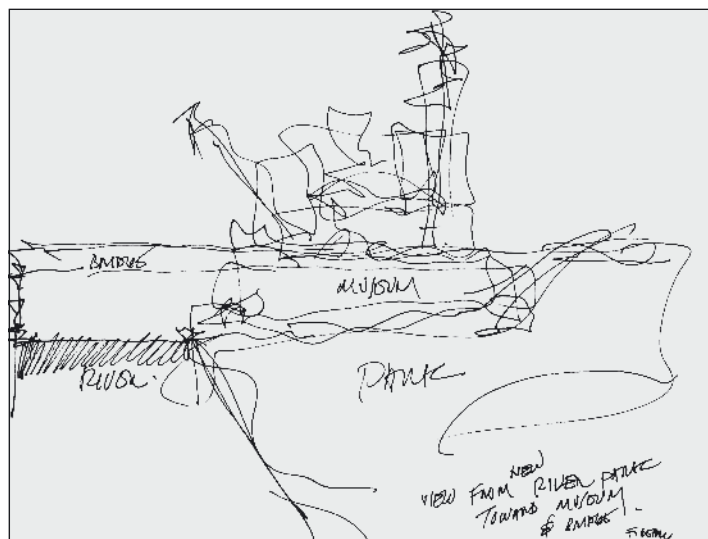 BRIDGE
MUSEUM
RIVER.
PARK
NEW
VIEW FROM RIVER PARK
TOWARD MUSEUM
& BRIDGE.